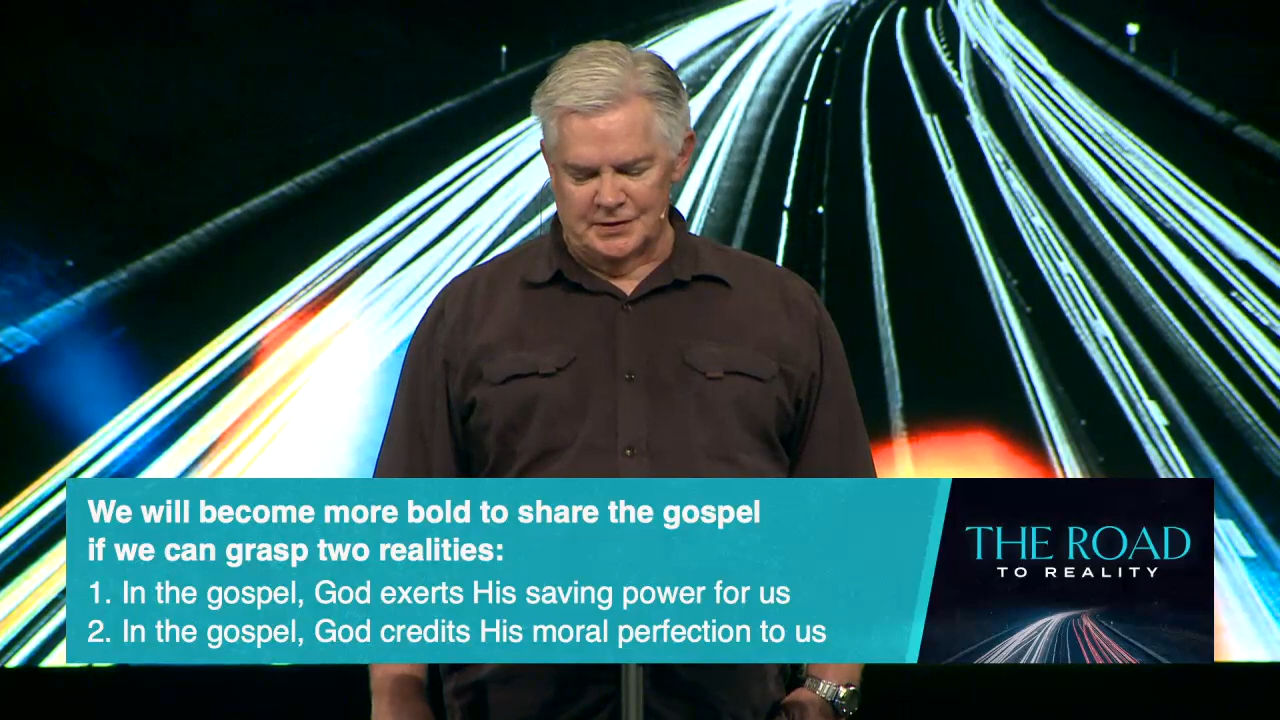 We will become more bold to share the gospel
if we can grasp two realities:
1. In the gospel, God exerts His saving power for us
2. In the gospel, God credits His moral perfection to us
THE ROAD
TO REALITY